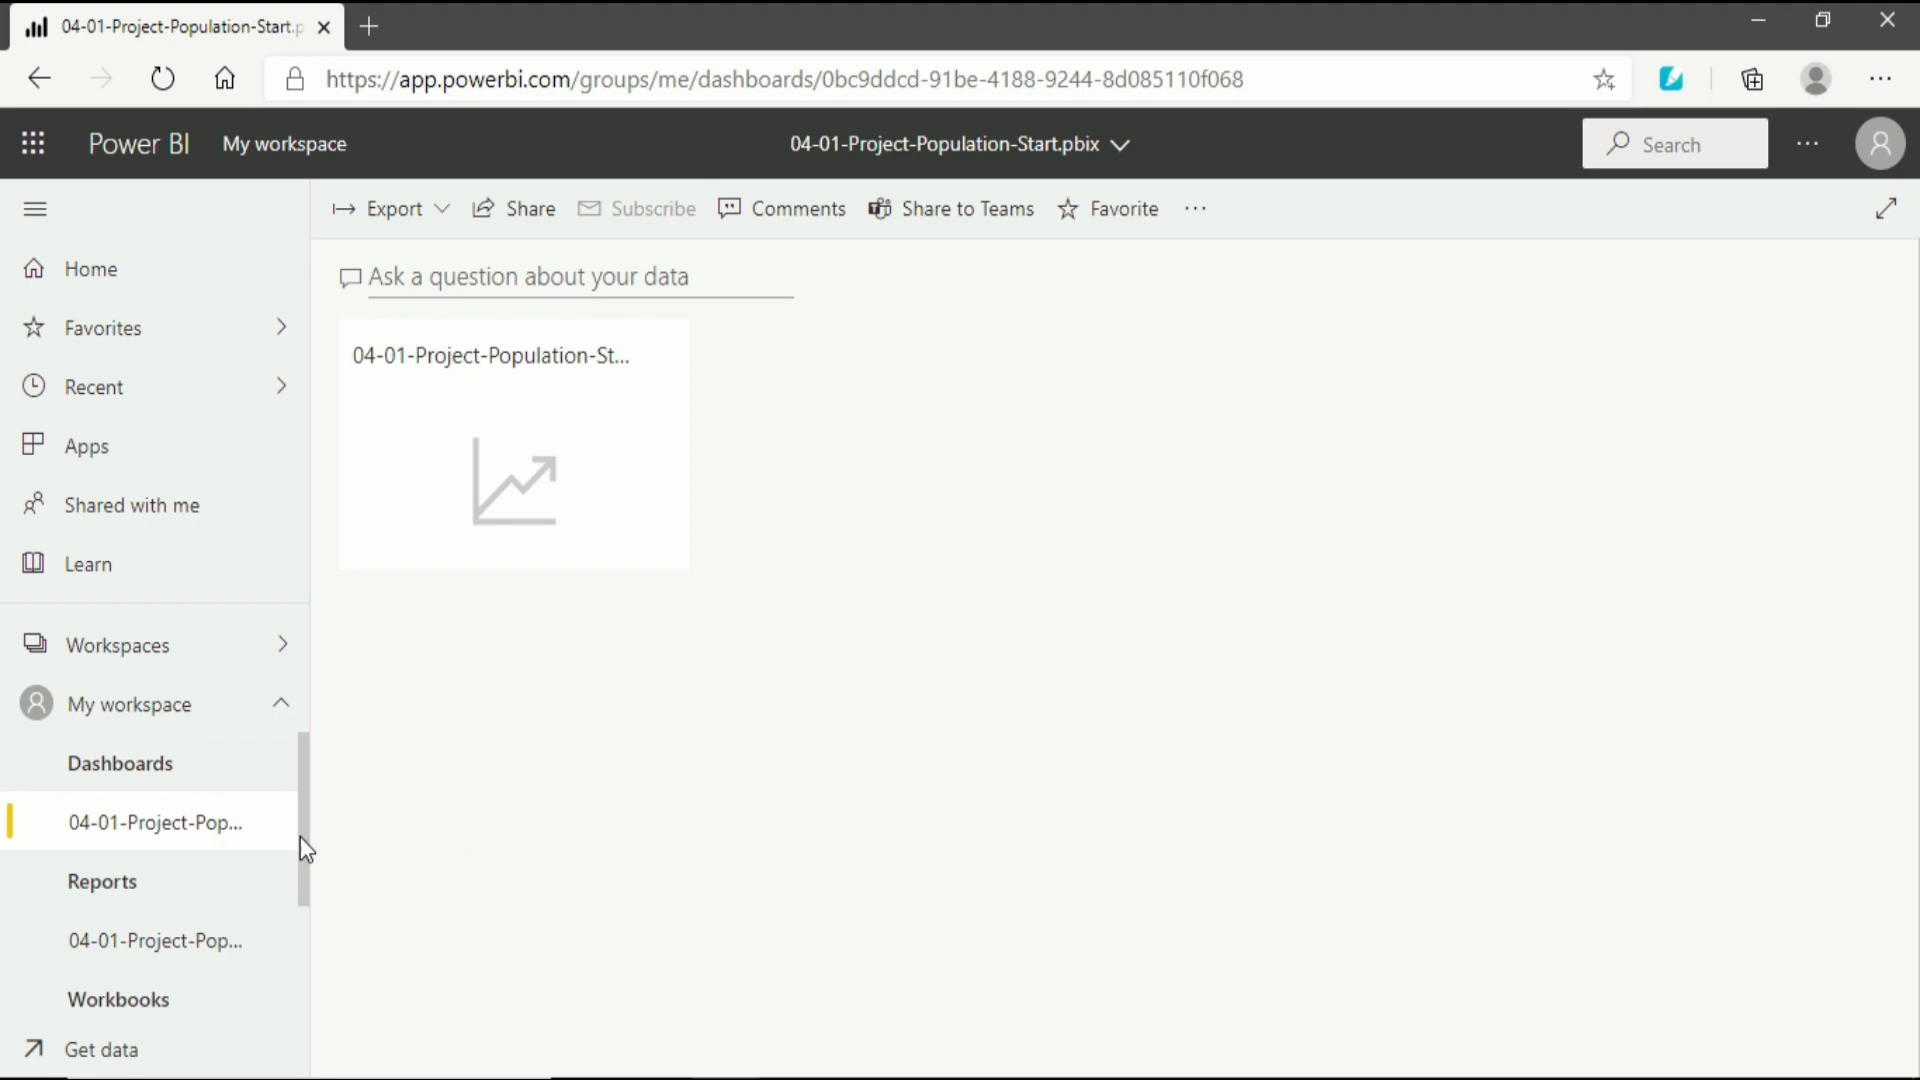 04-01-Project-Population-Start.p
https://app.powerbi.com/groups/me/dashboards/0bc9ddcd-91be-4188-9244-8d085110f068
Power BI My workspace 04-01-Project-Population-Start.pbix Search
Export Share Subscribe Comments Share to Teams Favorite
Home
Favorites
Recent
Apps
Shared with me
Learn
Workspaces
My workspace
Dashboards
04-01-Project-Pop...
Reports
04-01-Project-Pop...
Workbooks
Get data
Ask a question about your data
04-01-Project-Population-St...